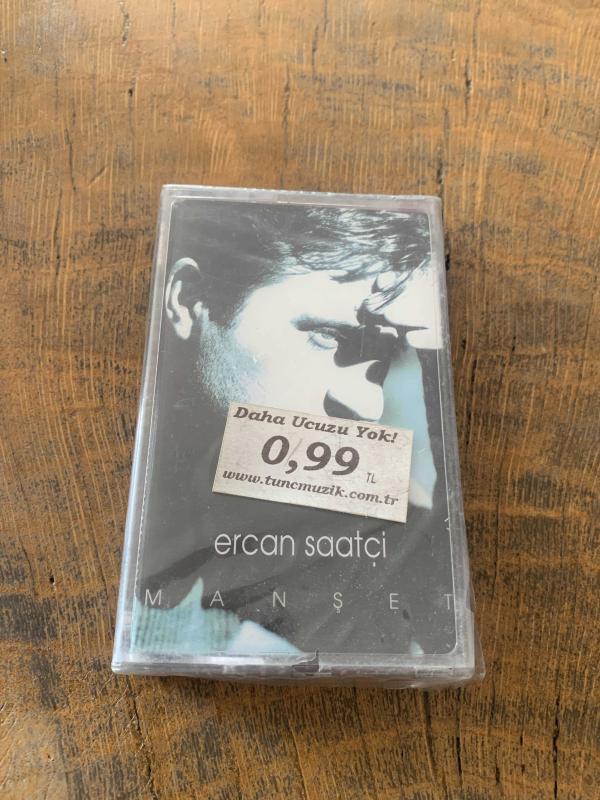 Daha Ucuzu Yok!
0,99 TL
www.tuncmuzik.com.tr
ercan saatçi
MANŞET